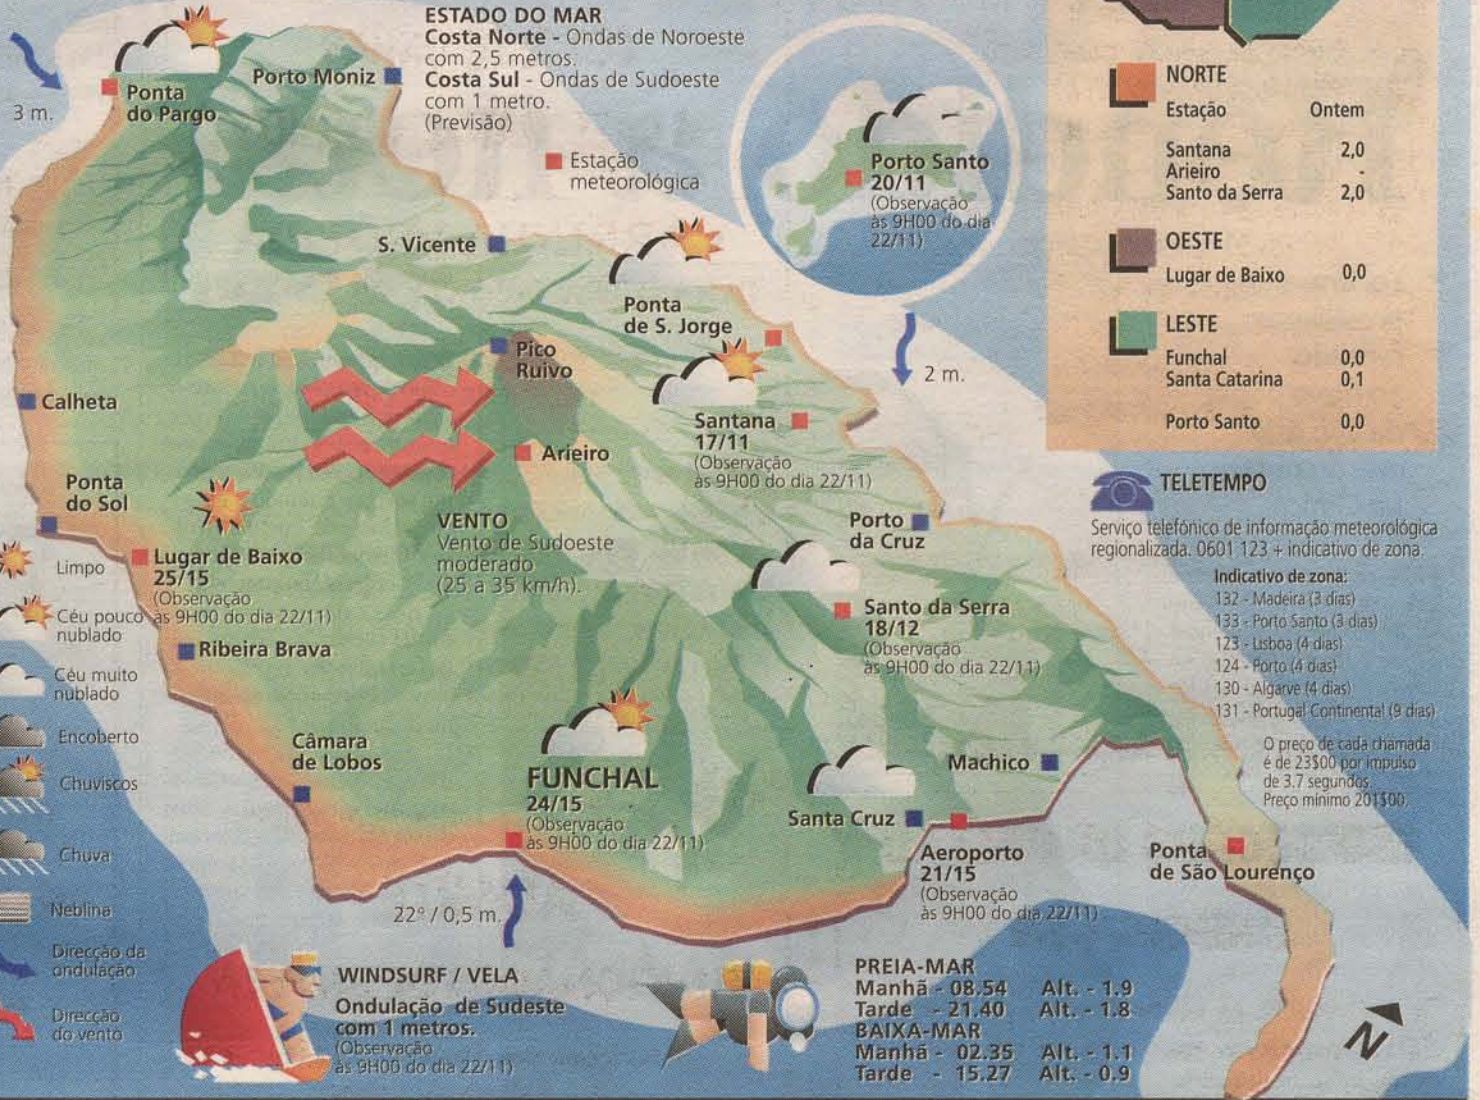 ESTADO DO MAR
Costa Norte - Ondas de Noroeste
com 2,5 metros.
Costa Sul - Ondas de Sudoeste
com 1 metro.
(Previsão)
Estação
meteorológica
3 m.
Ponta
do Pargo
Porto Moniz
S. Vicente
Porto Santo
20/11
(Observação
às 9H00 do dia
22/11)
2 m.
Ponta
de S. Jorge
Pico
Ruivo
Santana
17/11
(Observação
às 9H00 do dia 22/11)
Calheta
Arieiro
Ponta
do Sol
VENTO
Vento de Sudoeste
moderado
(25 a 35 km/h).
Porto
da Cruz
Lugar de Baixo
25/15
(Observação
às 9H00 do dia 22/11)
Santo da Serra
18/12
(Observação
às 9H00 do dia 22/11)
Ribeira Brava
Câmara
de Lobos
FUNCHAL
24/15
(Observação
às 9H00 do dia 22/11)
Machico
Santa Cruz
Aeroporto
21/15
(Observação
às 9H00 do dia 22/11)
Ponta
de São Lourenço
22º / 0,5 m.
Limpo
Céu pouco
nublado
Céu muito
nublado
Encoberto
Chuviscos
Chuva
Neblina
Direcção da
ondulação
Direcção
do vento
WINDSURF / VELA
Ondulação de Sudeste
com 1 metros.
(Observação
às 9H00 do dia 22/11)
PREIA-MAR
Manhã - 08.54 Alt. - 1.9
Tarde - 21.40 Alt. - 1.8
BAIXA-MAR
Manhã - 02.35 Alt. - 1.1
Tarde - 15.27 Alt. - 0.9
N
NORTE
Estação Ontem
Santana 2,0
Arieiro -
Santo da Serra 2,0
OESTE
Lugar de Baixo 0,0
LESTE
Funchal 0,0
Santa Catarina 0,1
Porto Santo 0,0
TELETEMPO
Serviço telefónico de informação meteorológica
regionalizada. 0601 123 + indicativo de zona.
Indicativo de zona:
132 - Madeira (3 dias)
133 - Porto Santo (3 dias)
123 - Lisboa (4 dias)
124 - Porto (4 dias)
130 - Algarve (4 dias)
131 - Portugal Continental (9 dias)
O preço de cada chamada
é de 23$00 por impulso
de 3.7 segundos.
Preço mínimo 201$00